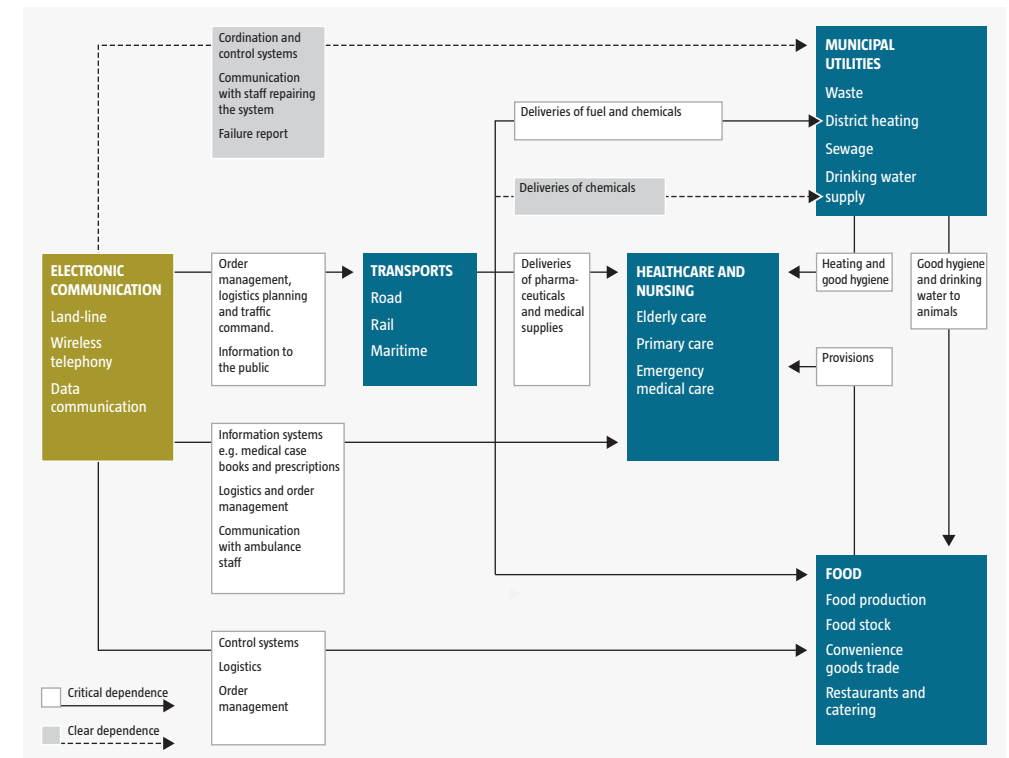 Cordination and
control systems
Communication
with staff repairing
the system
Failure report
MUNICIPAL
UTILITIES
Waste
District heating
Sewage
Drinking water
supply
Deliveries of fuel and chemicals
Deliveries of chemicals
ELECTRONIC
COMMUNICATION
Land-line
Wireless
telephony
Data
communication
Order
management,
logistics planning
and traffic
command.
Information to
the public
TRANSPORTS
Road
Rail
Maritime
Deliveries
of pharma-
ceuticals
and medical
supplies
HEALTHCARE AND
NURSING
Elderly care
Primary care
Emergency
medical care
Heating and
good hygiene
Good hygiene
and drinking
water to
animals
Provisions
Information systems
e.g. medical case
books and prescriptions
Logistics and order
management
Communication
with ambulance
staff
FOOD
Food production
Food stock
Convenience
goods trade
Restaurants and
catering
Control systems
Logistics
Order
management
Critical dependence
Clear dependence